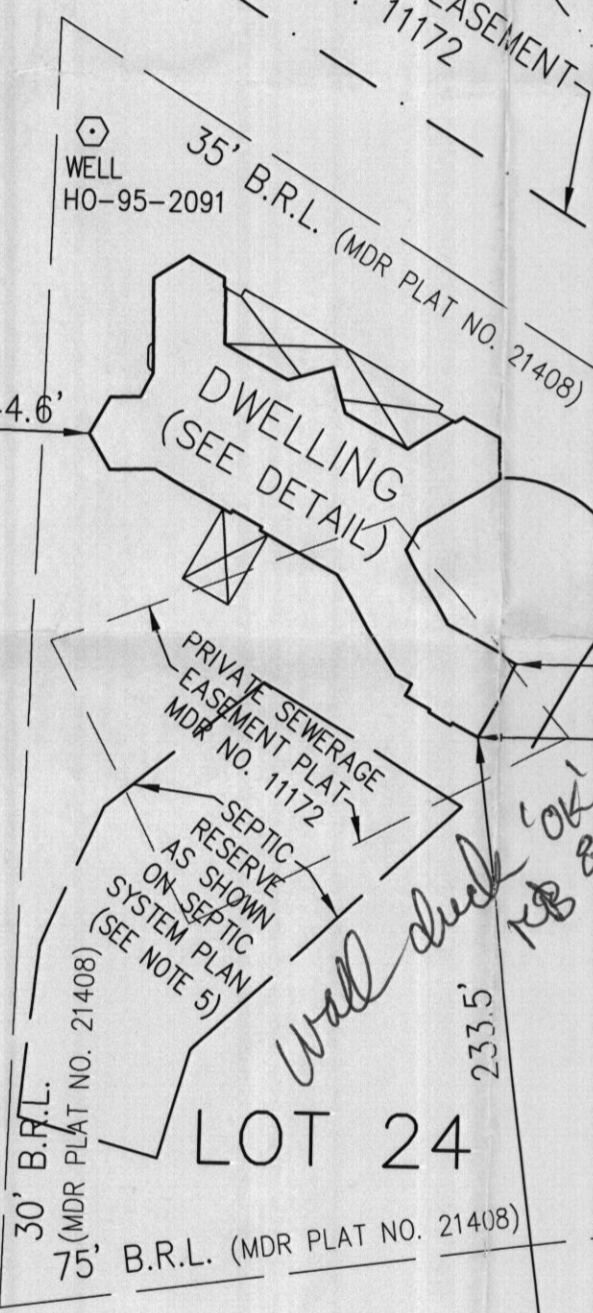 EASEMENT
11172
WELL
HO-95-2091
35' B.R.L. (MDR PLAT NO. 21408)
4.6'
DWELLING
(SEE DETAIL)
PRIVATE SEWERAGE
EASEMENT PLAT
MDR NO. 11172
SEPTIC
RESERVE
AS SHOWN
ON SEPTIC
SYSTEM PLAN
(SEE NOTE 5)
Wall check 'OK'
233.5'
LOT 24
30' B.R.L.
(MDR PLAT NO. 21408)
75' B.R.L. (MDR PLAT NO. 21408)